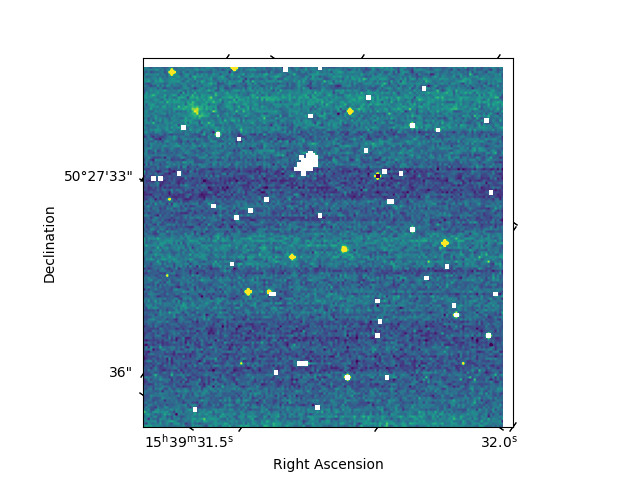 50°27'33"
Declination
36"
15ʰ39ᵐ31.5ˢ
32.0ˢ
Right Ascension